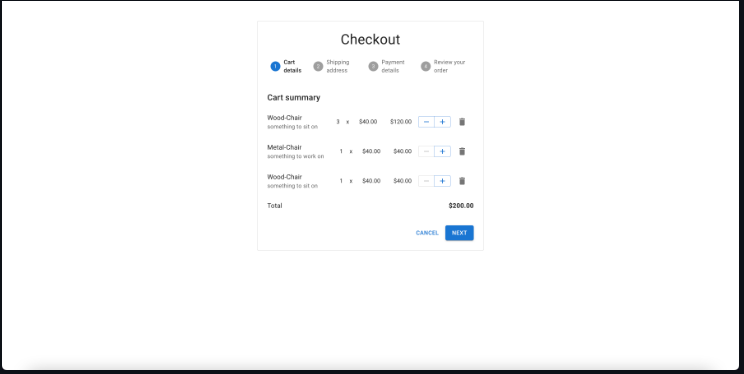 Checkout
1 Cart details
2 Shipping address
3 Payment details
4 Review your order
Cart summary
Wood-Chair 3 x $40.00 $120.00 − +
something to sit on
Metal-Chair 1 x $40.00 $40.00 − +
something to work on
Wood-Chair 1 x $40.00 $40.00 − +
something to sit on
Total $200.00
CANCEL NEXT